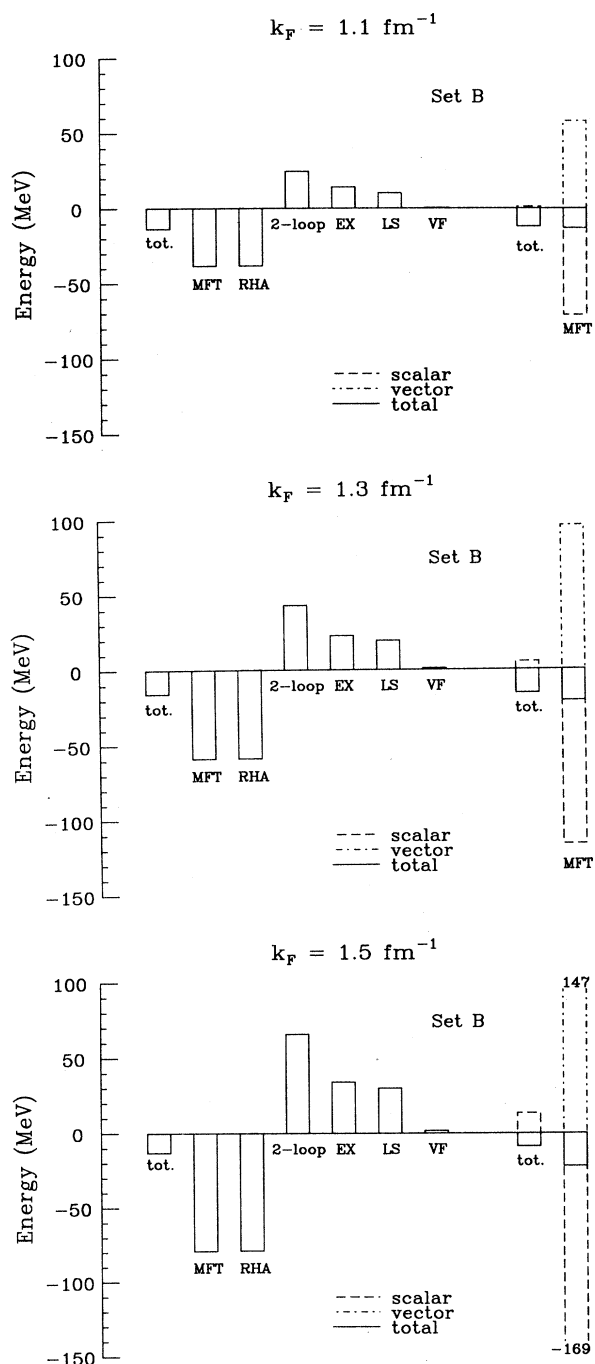 k_F = 1.1 fm⁻¹
100
Set B
50
0
tot.
2-loop EX LS VF
tot.
MFT RHA
-50
MFT
-100
scalar
vector
total
-150
Energy (MeV)
k_F = 1.3 fm⁻¹
100
Set B
50
0
tot.
2-loop EX LS VF
tot.
-50
MFT RHA
-100
scalar
vector
total
MFT
-150
Energy (MeV)
k_F = 1.5 fm⁻¹
100
147
Set B
50
0
tot.
2-loop EX LS VF
tot.
-50
MFT RHA
-100
scalar
vector
total
-150
-169
Energy (MeV)